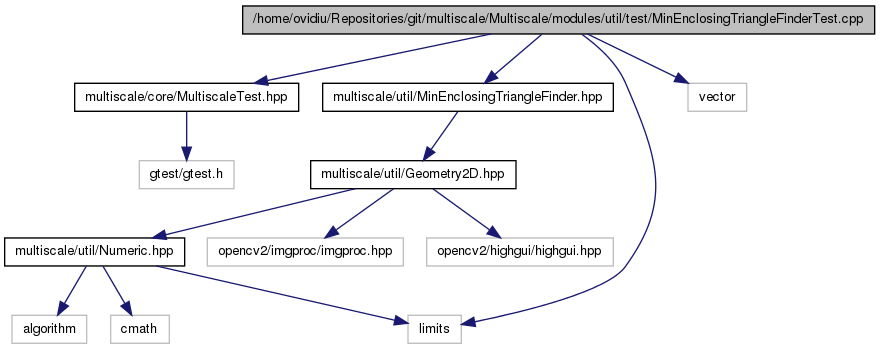 /home/ovidiu/Repositories/git/multiscale/Multiscale/modules/util/test/MinEnclosingTriangleFinderTest.cpp
multiscale/core/MultiscaleTest.hpp
multiscale/util/MinEnclosingTriangleFinder.hpp
vector
gtest/gtest.h
multiscale/util/Geometry2D.hpp
multiscale/util/Numeric.hpp
opencv2/imgproc/imgproc.hpp
opencv2/highgui/highgui.hpp
algorithm
cmath
limits